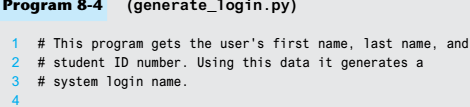 Program 8-4 (generate_login.py)
1 # This program gets the user's first name, last name, and
2 # student ID number. Using this data it generates a
3 # system login name.
4